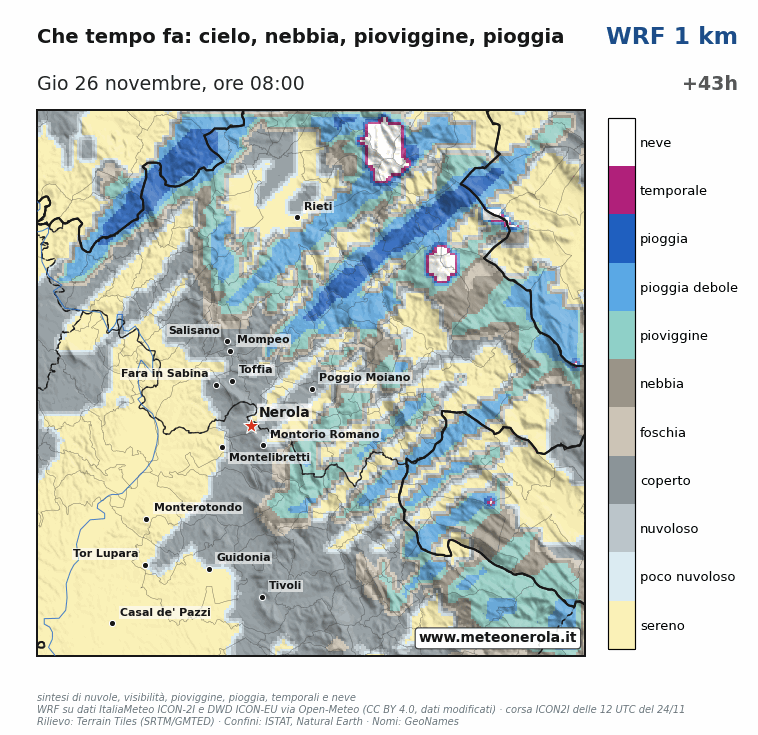 Che tempo fa: cielo, nebbia, pioviggine, pioggia
WRF 1 km
Gio 26 novembre, ore 08:00
+43h
Rieti
Salisano
Mompeo
Fara in Sabina
Toffia
Poggio Moiano
Nerola
Montorio Romano
Montelibretti
Monterotondo
Tor Lupara
Guidonia
Tivoli
Casal de' Pazzi
www.meteonerola.it
neve
temporale
pioggia
pioggia debole
pioviggine
nebbia
foschia
coperto
nuvoloso
poco nuvoloso
sereno
sintesi di nuvole, visibilità, pioviggine, pioggia, temporali e neve
WRF su dati ItaliaMeteo ICON-2I e DWD ICON-EU via Open-Meteo (CC BY 4.0, dati modificati) · corsa ICON2I delle 12 UTC del 24/11
Rilievo: Terrain Tiles (SRTM/GMTED) · Confini: ISTAT, Natural Earth · Nomi: GeoNames